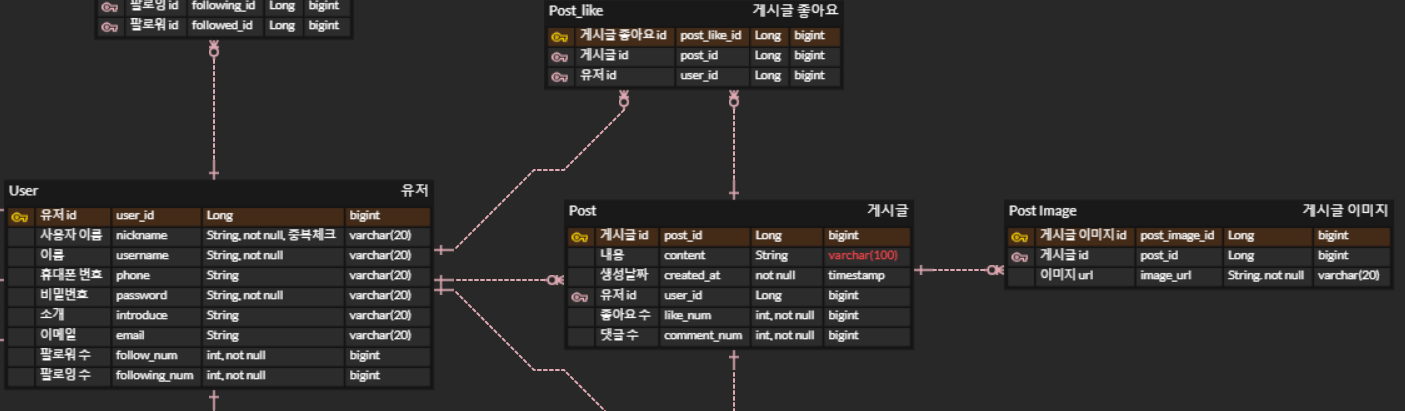 팔로잉 id following_id Long bigint
팔로워 id followed_id Long bigint
Post_like 게시글 좋아요
게시글 좋아요 id post_like_id Long bigint
게시글 id post_id Long bigint
유저 id user_id Long bigint
User 유저
유저 id user_id Long bigint
사용자 이름 nickname String, not null, 중복체크 varchar(20)
이름 username String, not null varchar(20)
휴대폰 번호 phone String varchar(20)
비밀번호 password String, not null varchar(20)
소개 introduce String varchar(20)
이메일 email String varchar(20)
팔로워 수 follow_num int, not null bigint
팔로잉 수 following_num int, not null bigint
Post 게시글
게시글 id post_id Long bigint
내용 content String varchar(100)
생성날짜 created_at not null timestamp
유저 id user_id Long bigint
좋아요 수 like_num int, not null bigint
댓글 수 comment_num int, not null bigint
Post Image 게시글 이미지
게시글 이미지 id post_image_id Long bigint
게시글 id post_id Long bigint
이미지 url image_url String. not null varchar(20)